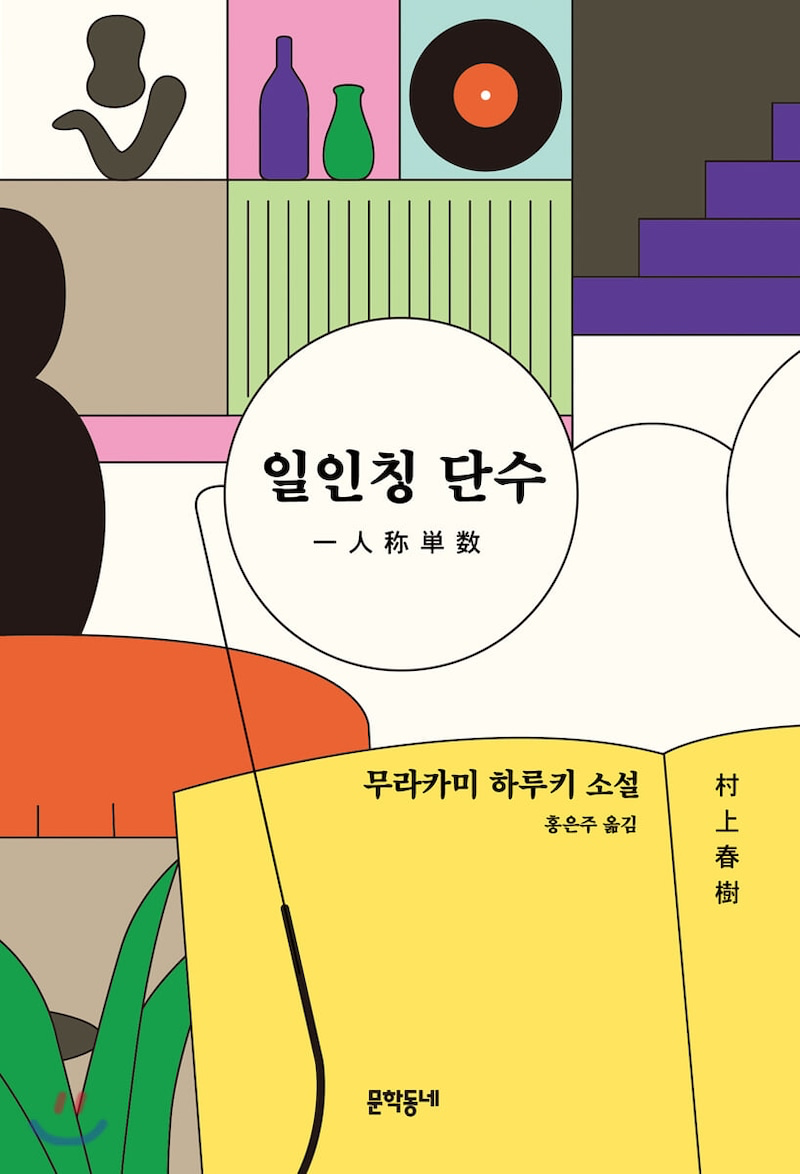 일인칭 단수
一人称単数
무라카미 하루키 소설
홍은주 옮김
村上春樹
문학동네